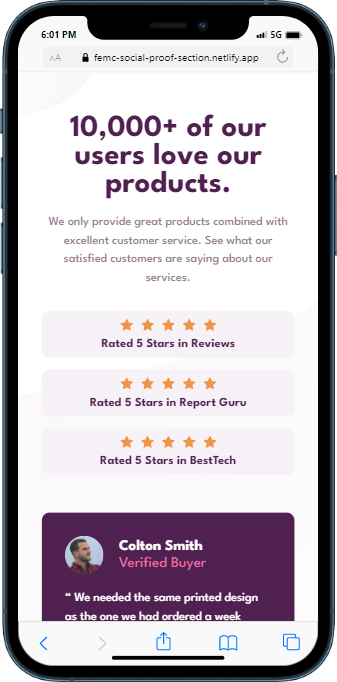 6:01 PM
5G
AA
femc-social-proof-section.netlify.app
10,000+ of our
users love our
products.
We only provide great products combined with
excellent customer service. See what our
satisfied customers are saying about our
services.
Rated 5 Stars in Reviews
Rated 5 Stars in Report Guru
Rated 5 Stars in BestTech
Colton Smith
Verified Buyer
“ We needed the same printed design
as the one we had ordered a week